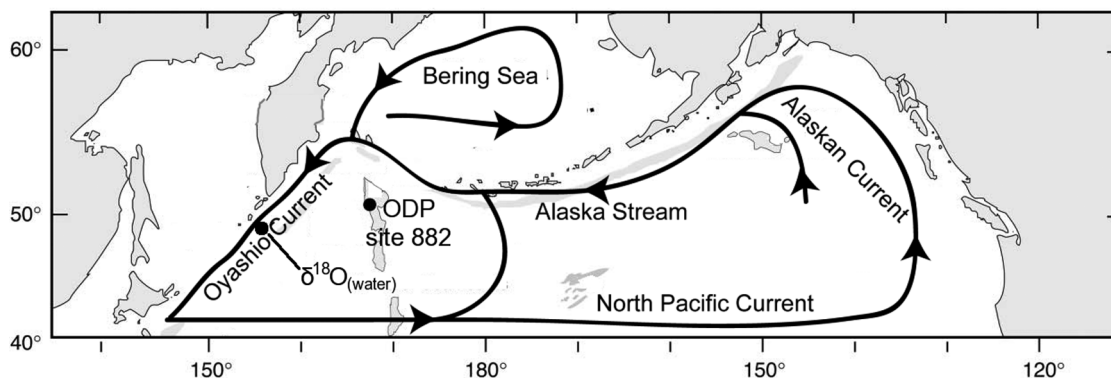 60°
50°
40°
150°
180°
150°
120°
Bering Sea
Alaskan Current
Alaska Stream
ODP
site 882
Oyashio Current
δ¹⁸O(water)
North Pacific Current